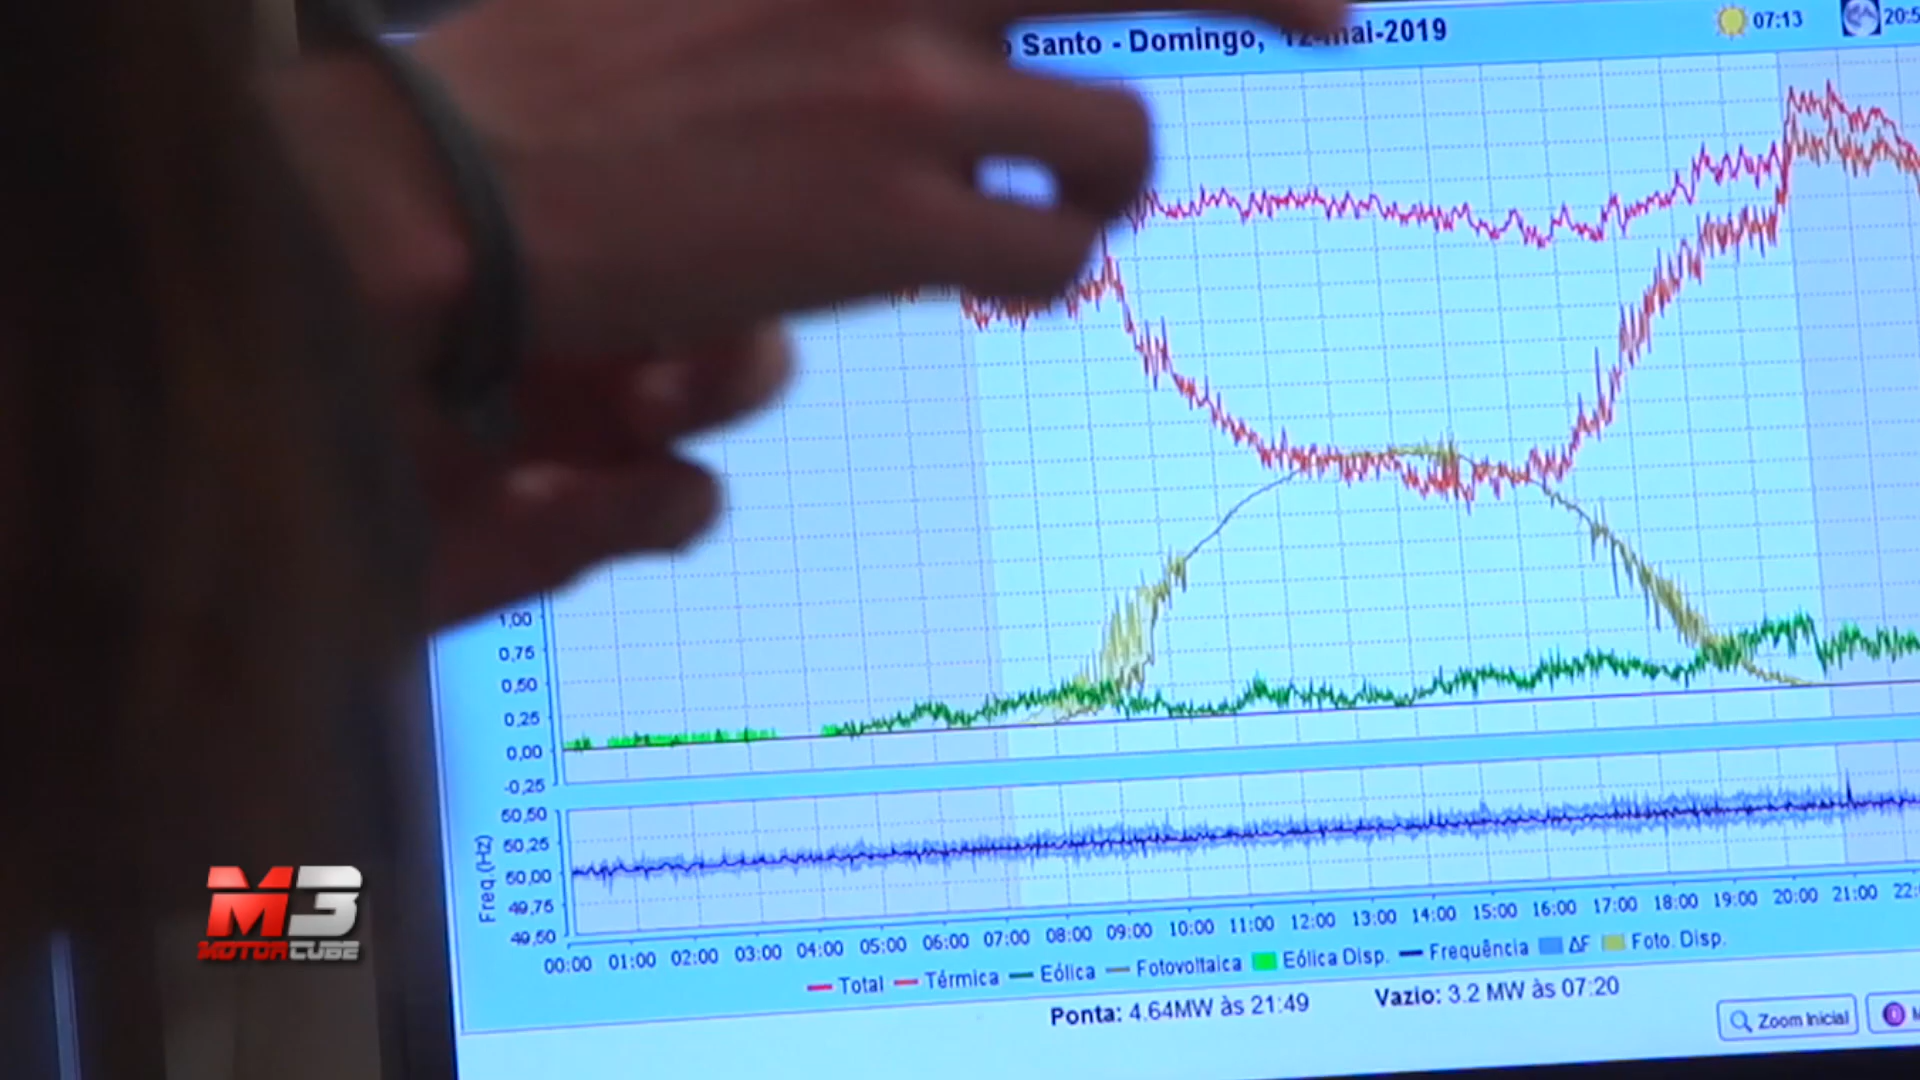 Santo - Domingo, 12-mai-2019
07:13
1,00
0,75
0,50
0,25
0,00
-0,25
50,50
50,25
50,00
49,75
49,50
Freq.(Hz)
00:00 01:00 02:00 03:00 04:00 05:00 06:00 07:00 08:00 09:00 10:00 11:00 12:00 13:00 14:00 15:00 16:00 17:00 18:00 19:00 20:00 21:00
Total Térmica Eólica Fotovoltaica Eólica Disp. Frequência ΔF Foto. Disp.
Ponta: 4.64MW às 21:49 Vazio: 3.2 MW às 07:20
Zoom Inicial
M3
MOTORCUBE